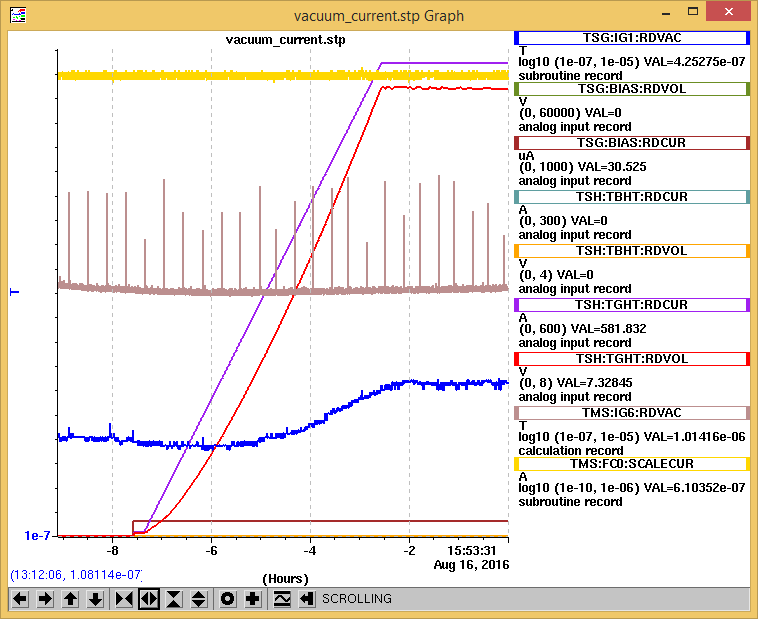 vacuum_current.stp Graph
vacuum_current.stp
T
1e-7
-8
-6
-4
-2
15:53:31
Aug 16, 2016
(Hours)
(13:12:06, 1.08114e-07)
TSG:IG1:RDVAC
T
log10 (1e-07, 1e-05) VAL=4.25275e-07
subroutine record
TSG:BIAS:RDVOL
V
(0, 60000) VAL=0
analog input record
TSG:BIAS:RDCUR
uA
(0, 1000) VAL=30.525
analog input record
TSH:TBHT:RDCUR
A
(0, 300) VAL=0
analog input record
TSH:TBHT:RDVOL
V
(0, 4) VAL=0
analog input record
TSH:TGHT:RDCUR
A
(0, 600) VAL=581.832
analog input record
TSH:TGHT:RDVOL
V
(0, 8) VAL=7.32845
analog input record
TMS:IG6:RDVAC
T
log10 (1e-07, 1e-05) VAL=1.01416e-06
calculation record
TMS:FC0:SCALECUR
A
log10 (1e-10, 1e-06) VAL=6.10352e-07
subroutine record
SCROLLING